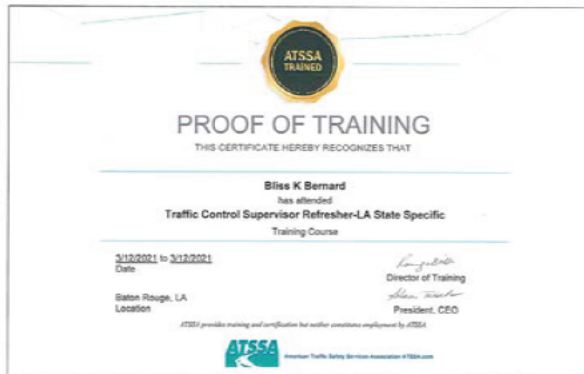 ATSSA
TRAINED
PROOF OF TRAINING
THIS CERTIFICATE HEREBY RECOGNIZES THAT
Bliss K Bernard
has attended
Traffic Control Supervisor Refresher-LA State Specific
Training Course
3/12/2021 to 3/12/2021
Date
Director of Training
Baton Rouge, LA
Location
President, CEO
ATSSA provides training and certification but neither constitutes employment by ATSSA
ATSSA
American Traffic Safety Services Association ATSSA.com